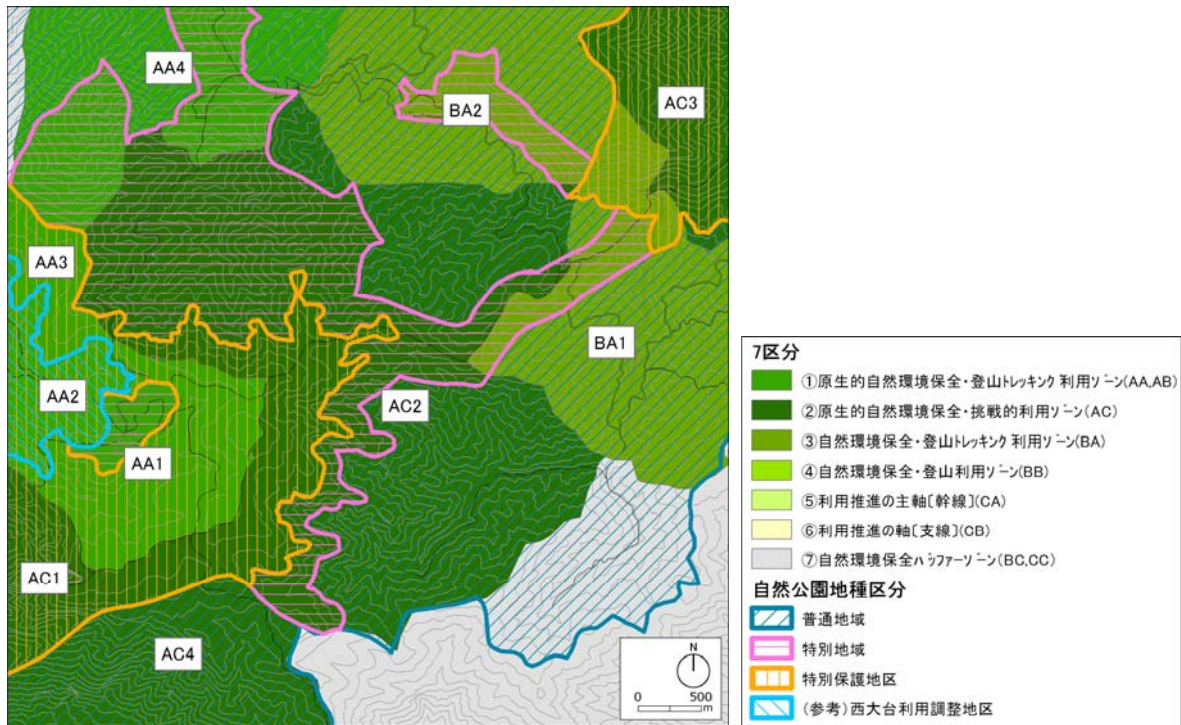 AA4
BA2
AC3
AA3
BA1
AA2
AC2
AA1
AC1
AC4
N
0 500
m
7区分
①原生的自然環境保全・登山トレッキング利用ゾーン(AA,AB)
②原生的自然環境保全・挑戦的利用ゾーン(AC)
③自然環境保全・登山トレッキング利用ゾーン(BA)
④自然環境保全・登山利用ゾーン(BB)
⑤利用推進の主軸〔幹線〕(CA)
⑥利用推進の軸〔支線〕(CB)
⑦自然環境保全バッファーゾーン(BC,CC)
自然公園地種区分
普通地域
特別地域
特別保護地区
(参考)西大台利用調整地区